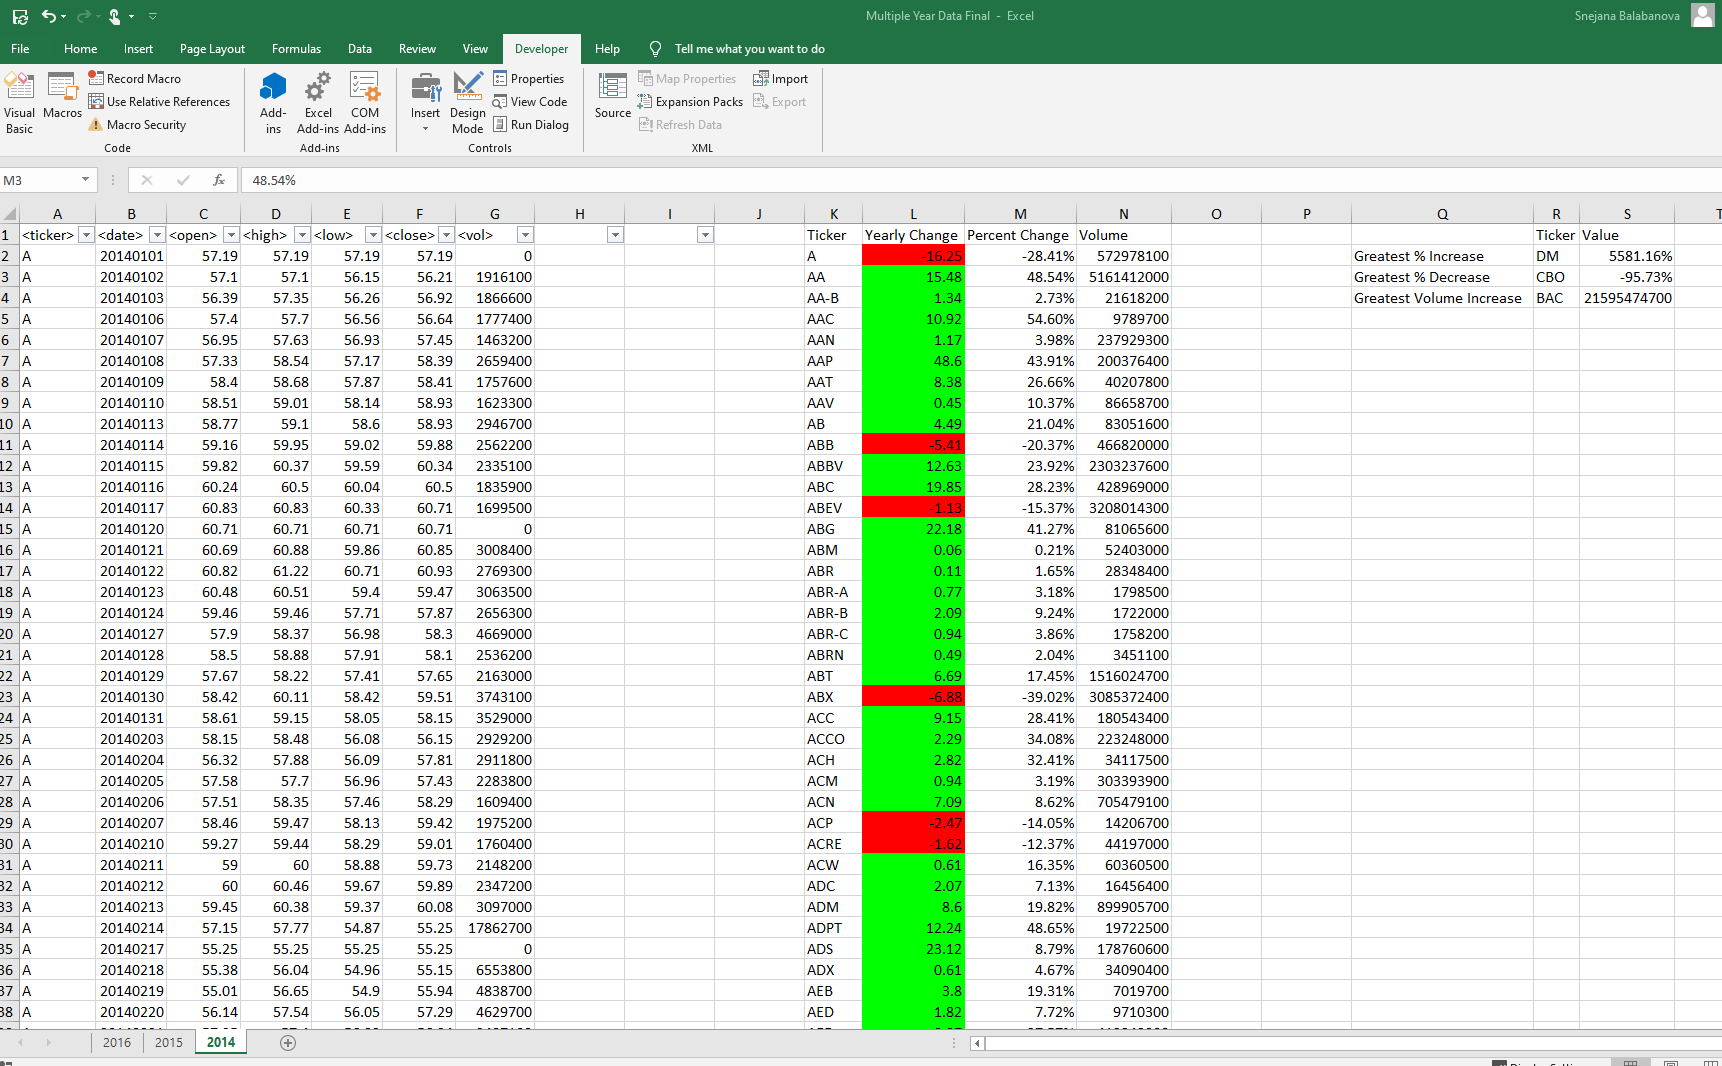 Multiple Year Data Final - Excel
Snejana Balabanova
File Home Insert Page Layout Formulas Data Review View Developer Help Tell me what you want to do
Record Macro Properties Map Properties Import
Visual Basic Macros Use Relative References Add-ins Excel Add-ins COM Add-ins Insert Design Mode View Code Source Expansion Packs Export
Macro Security Run Dialog Refresh Data
Code Add-ins Controls XML
M3 fx 48.54%
A B C D E F G H I J K L M N O P Q R S T
1 <ticker> <date> <open> <high> <low> <close> <vol> Ticker Yearly Change Percent Change Volume Ticker Value
2 A 20140101 57.19 57.19 57.19 57.19 0 A -16.25 -28.41% 572978100 Greatest % Increase DM 5581.16%
3 A 20140102 57.1 57.1 56.15 56.21 1916100 AA 15.48 48.54% 5161412000 Greatest % Decrease CBO -95.73%
4 A 20140103 56.39 57.35 56.26 56.92 1866600 AA-B 1.34 2.73% 21618200 Greatest Volume Increase BAC 21595474700
5 A 20140106 57.4 57.7 56.56 56.64 1777400 AAC 10.92 54.60% 9789700
6 A 20140107 56.95 57.63 56.93 57.45 1463200 AAN 1.17 3.98% 237929300
7 A 20140108 57.33 58.54 57.17 58.39 2659400 AAP 48.6 43.91% 200376400
8 A 20140109 58.4 58.68 57.87 58.41 1757600 AAT 8.38 26.66% 40207800
9 A 20140110 58.51 59.01 58.14 58.93 1623300 AAV 0.45 10.37% 86658700
10 A 20140113 58.77 59.1 58.6 58.93 2946700 AB 4.49 21.04% 83051600
11 A 20140114 59.16 59.95 59.02 59.88 2562200 ABB -5.41 -20.37% 466820000
12 A 20140115 59.82 60.37 59.59 60.34 2335100 ABBV 12.63 23.92% 2303237600
13 A 20140116 60.24 60.5 60.04 60.5 1835900 ABC 19.85 28.23% 428969000
14 A 20140117 60.83 60.83 60.33 60.71 1699500 ABEV -1.13 -15.37% 3208014300
15 A 20140120 60.71 60.71 60.71 60.71 0 ABG 22.18 41.27% 81065600
16 A 20140121 60.69 60.88 59.86 60.85 3008400 ABM 0.06 0.21% 52403000
17 A 20140122 60.82 61.22 60.71 60.93 2769300 ABR 0.11 1.65% 28348400
18 A 20140123 60.48 60.51 59.4 59.47 3063500 ABR-A 0.77 3.18% 1798500
19 A 20140124 59.46 59.46 57.71 57.87 2656300 ABR-B 2.09 9.24% 1722000
20 A 20140127 57.9 58.37 56.98 58.3 4669000 ABR-C 0.94 3.86% 1758200
21 A 20140128 58.5 58.88 57.91 58.1 2536200 ABRN 0.49 2.04% 3451100
22 A 20140129 57.67 58.22 57.41 57.65 2163000 ABT 6.69 17.45% 1516024700
23 A 20140130 58.42 60.11 58.42 59.51 3743100 ABX -6.88 -39.02% 3085372400
24 A 20140131 58.61 59.15 58.05 58.15 3529000 ACC 9.15 28.41% 180543400
25 A 20140203 58.15 58.48 56.08 56.15 2929200 ACCO 2.29 34.08% 223248000
26 A 20140204 56.32 57.88 56.09 57.81 2911800 ACH 2.82 32.41% 34117500
27 A 20140205 57.58 57.7 56.96 57.43 2283800 ACM 0.94 3.19% 303393900
28 A 20140206 57.51 58.35 57.46 58.29 1609400 ACN 7.09 8.62% 705479100
29 A 20140207 58.46 59.47 58.13 59.42 1975200 ACP -2.47 -14.05% 14206700
30 A 20140210 59.27 59.44 58.29 59.01 1760400 ACRE -1.62 -12.37% 44197000
31 A 20140211 59 60 58.88 59.73 2148200 ACW 0.61 16.35% 60360500
32 A 20140212 60 60.46 59.67 59.89 2347200 ADC 2.07 7.13% 16456400
33 A 20140213 59.45 60.38 59.37 60.08 3097000 ADM 8.6 19.82% 899905700
34 A 20140214 57.15 57.77 54.87 55.25 17862700 ADPT 12.24 48.65% 19722500
35 A 20140217 55.25 55.25 55.25 55.25 0 ADS 23.12 8.79% 178760600
36 A 20140218 55.38 56.04 54.96 55.15 6553800 ADX 0.61 4.67% 34090400
37 A 20140219 55.01 56.65 54.9 55.94 4838700 AEB 3.8 19.31% 7019700
38 A 20140220 56.14 57.54 56.05 57.29 4629700 AED 1.82 7.72% 9710300
2016 2015 2014